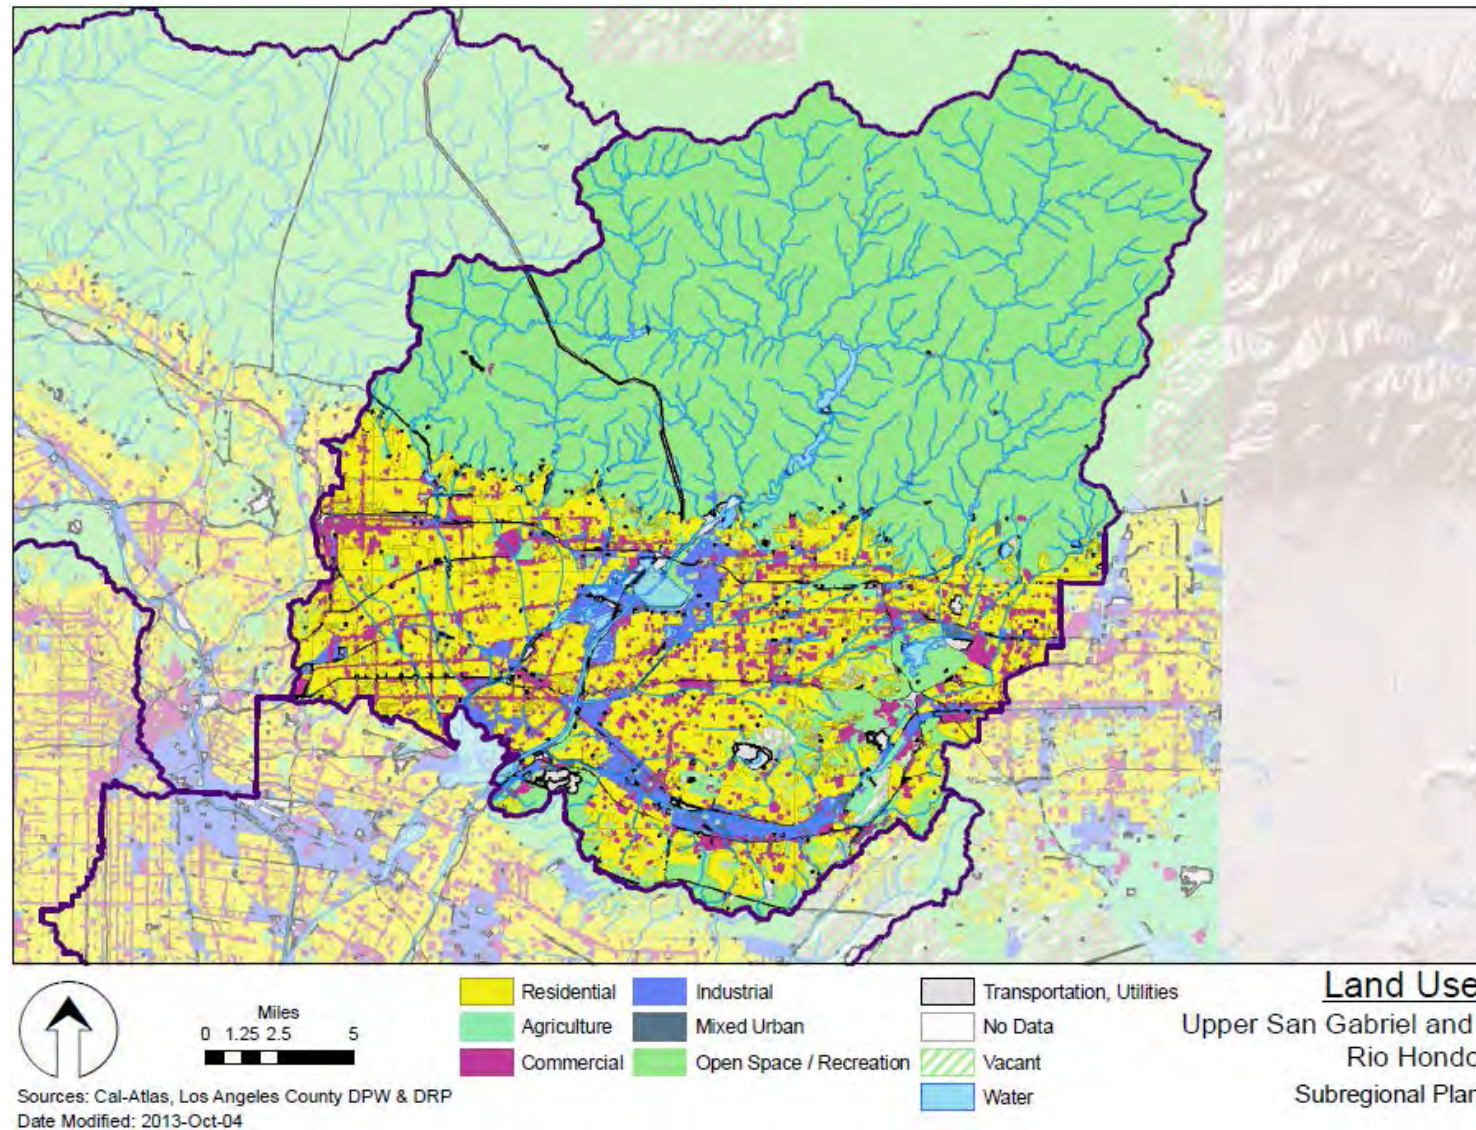 Miles
0 1.25 2.5 5
Sources: Cal-Atlas, Los Angeles County DPW & DRP
Date Modified: 2013-Oct-04
Residential
Agriculture
Commercial
Industrial
Mixed Urban
Open Space / Recreation
Transportation, Utilities
No Data
Vacant
Water
Land Use
Upper San Gabriel and
Rio Hondo
Subregional Plan